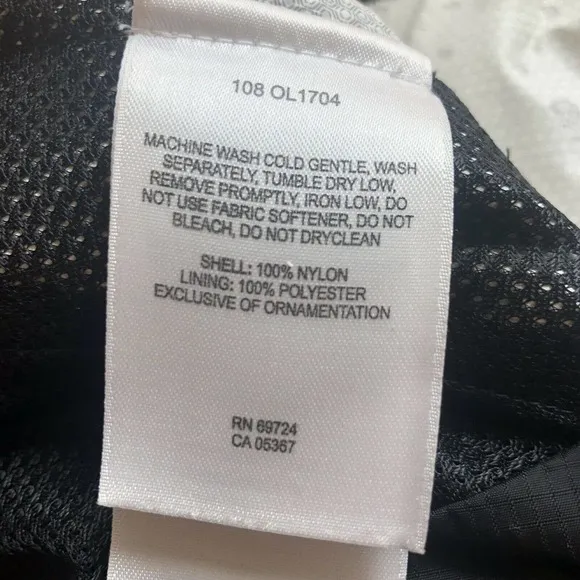 108 OL1704
MACHINE WASH COLD GENTLE, WASH
SEPARATELY, TUMBLE DRY LOW,
REMOVE PROMPTLY, IRON LOW, DO
NOT USE FABRIC SOFTENER, DO NOT
BLEACH, DO NOT DRYCLEAN
SHELL: 100% NYLON
LINING: 100% POLYESTER
EXCLUSIVE OF ORNAMENTATION
RN 69724
CA 05367